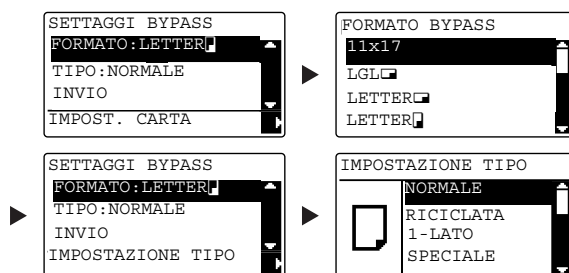 SETTAGGI BYPASS
FORMATO:LETTER
TIPO:NORMALE
INVIO
IMPOST. CARTA
FORMATO BYPASS
11x17
LGL
LETTER
LETTER
SETTAGGI BYPASS
FORMATO:LETTER
TIPO:NORMALE
INVIO
IMPOSTAZIONE TIPO
IMPOSTAZIONE TIPO
NORMALE
RICICLATA
1-LATO
SPECIALE